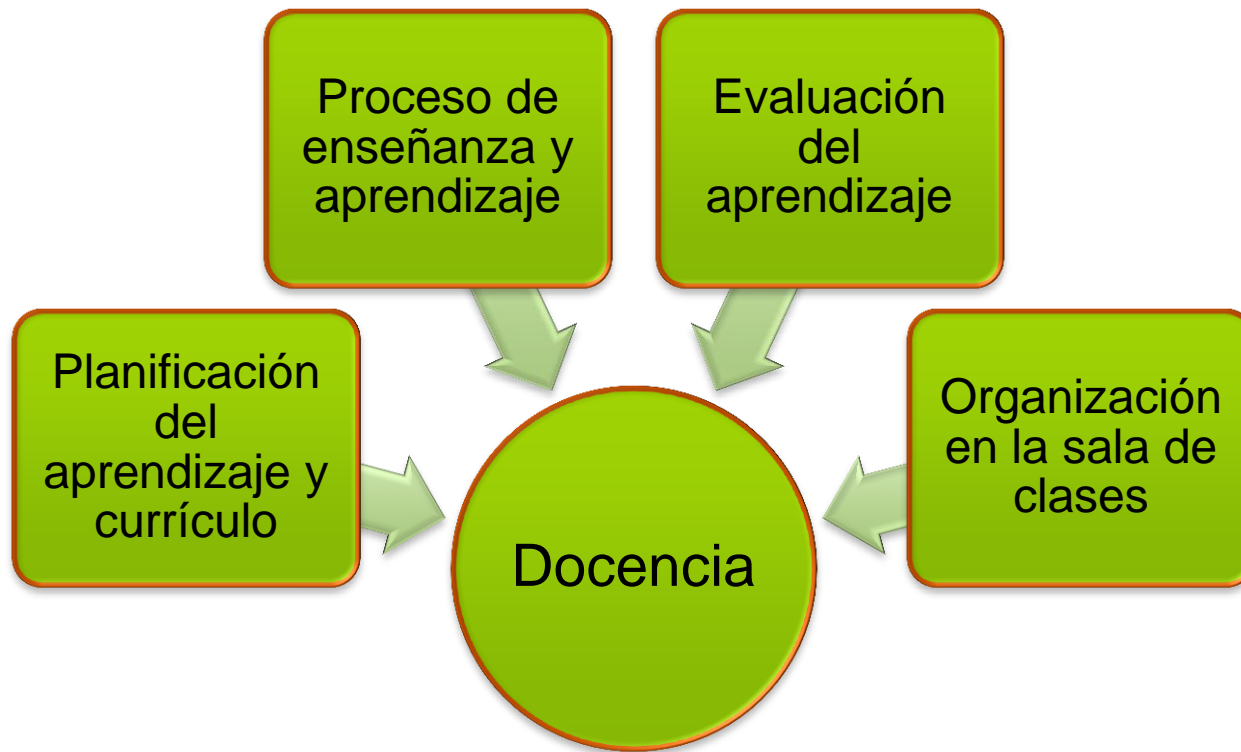 Proceso de
enseñanza y
aprendizaje
Evaluación
del
aprendizaje
Planificación
del
aprendizaje y
currículo
Organización
en la sala de
clases
Docencia